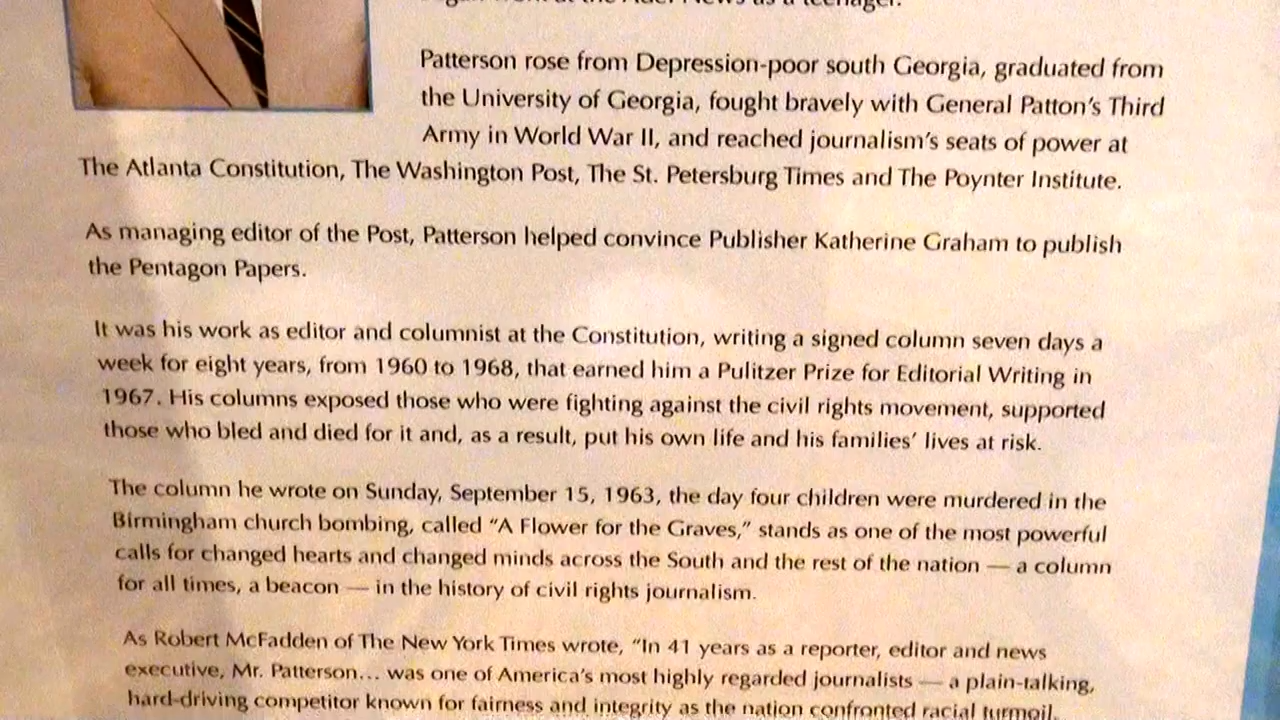 at the Adel News as a teenager.
Patterson rose from Depression-poor south Georgia, graduated from
the University of Georgia, fought bravely with General Patton's Third
Army in World War II, and reached journalism's seats of power at
The Atlanta Constitution, The Washington Post, The St. Petersburg Times and The Poynter Institute.
As managing editor of the Post, Patterson helped convince Publisher Katherine Graham to publish
the Pentagon Papers.
It was his work as editor and columnist at the Constitution, writing a signed column seven days a
week for eight years, from 1960 to 1968, that earned him a Pulitzer Prize for Editorial Writing in
1967. His columns exposed those who were fighting against the civil rights movement, supported
those who bled and died for it and, as a result, put his own life and his families' lives at risk.
The column he wrote on Sunday, September 15, 1963, the day four children were murdered in the
Birmingham church bombing, called "A Flower for the Graves," stands as one of the most powerful
calls for changed hearts and changed minds across the South and the rest of the nation — a column
for all times, a beacon — in the history of civil rights journalism.
As Robert McFadden of The New York Times wrote, "In 41 years as a reporter, editor and news
executive, Mr. Patterson... was one of America's most highly regarded journalists — a plain-talking,
hard-driving competitor known for fairness and integrity as the nation confronted racial turmoil,